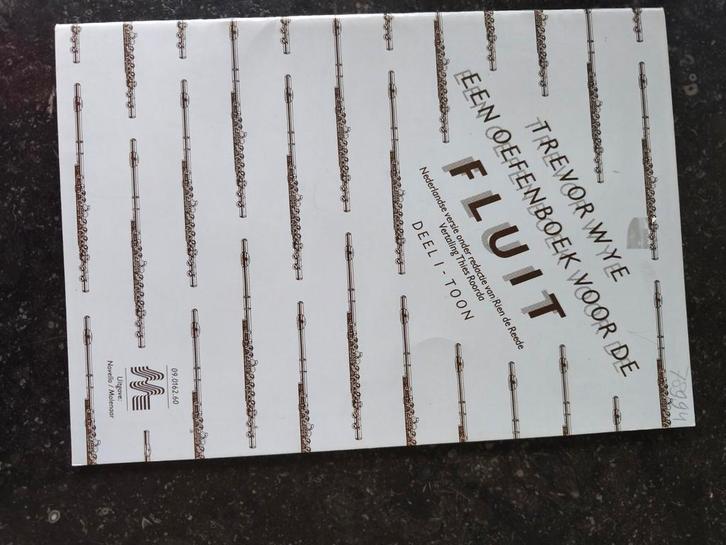 TREVOR WYE
EEN OEFENBOEK VOOR DE
FLUIT
Nederlandse versie onder redactie van Rien de Reede
Vertaling Thies Roorda
DEEL I - TOON
09.0162.60
Uitgave:
Novello / Molenaar